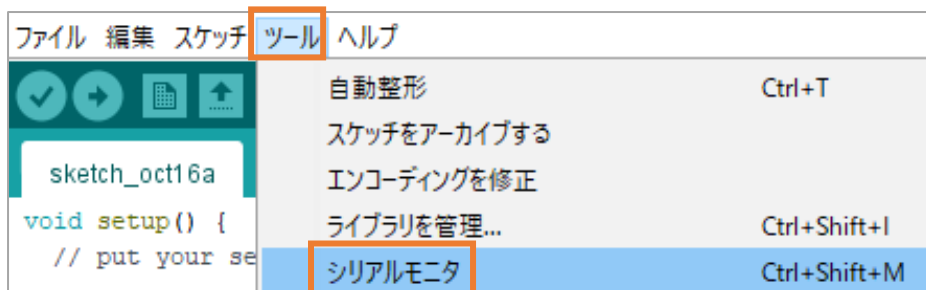 ファイル 編集 スケッチ ツール ヘルプ
自動整形 Ctrl+T
スケッチをアーカイブする
sketch_oct16a
エンコーディングを修正
void setup() {
ライブラリを管理... Ctrl+Shift+I
// put your se
シリアルモニタ Ctrl+Shift+M